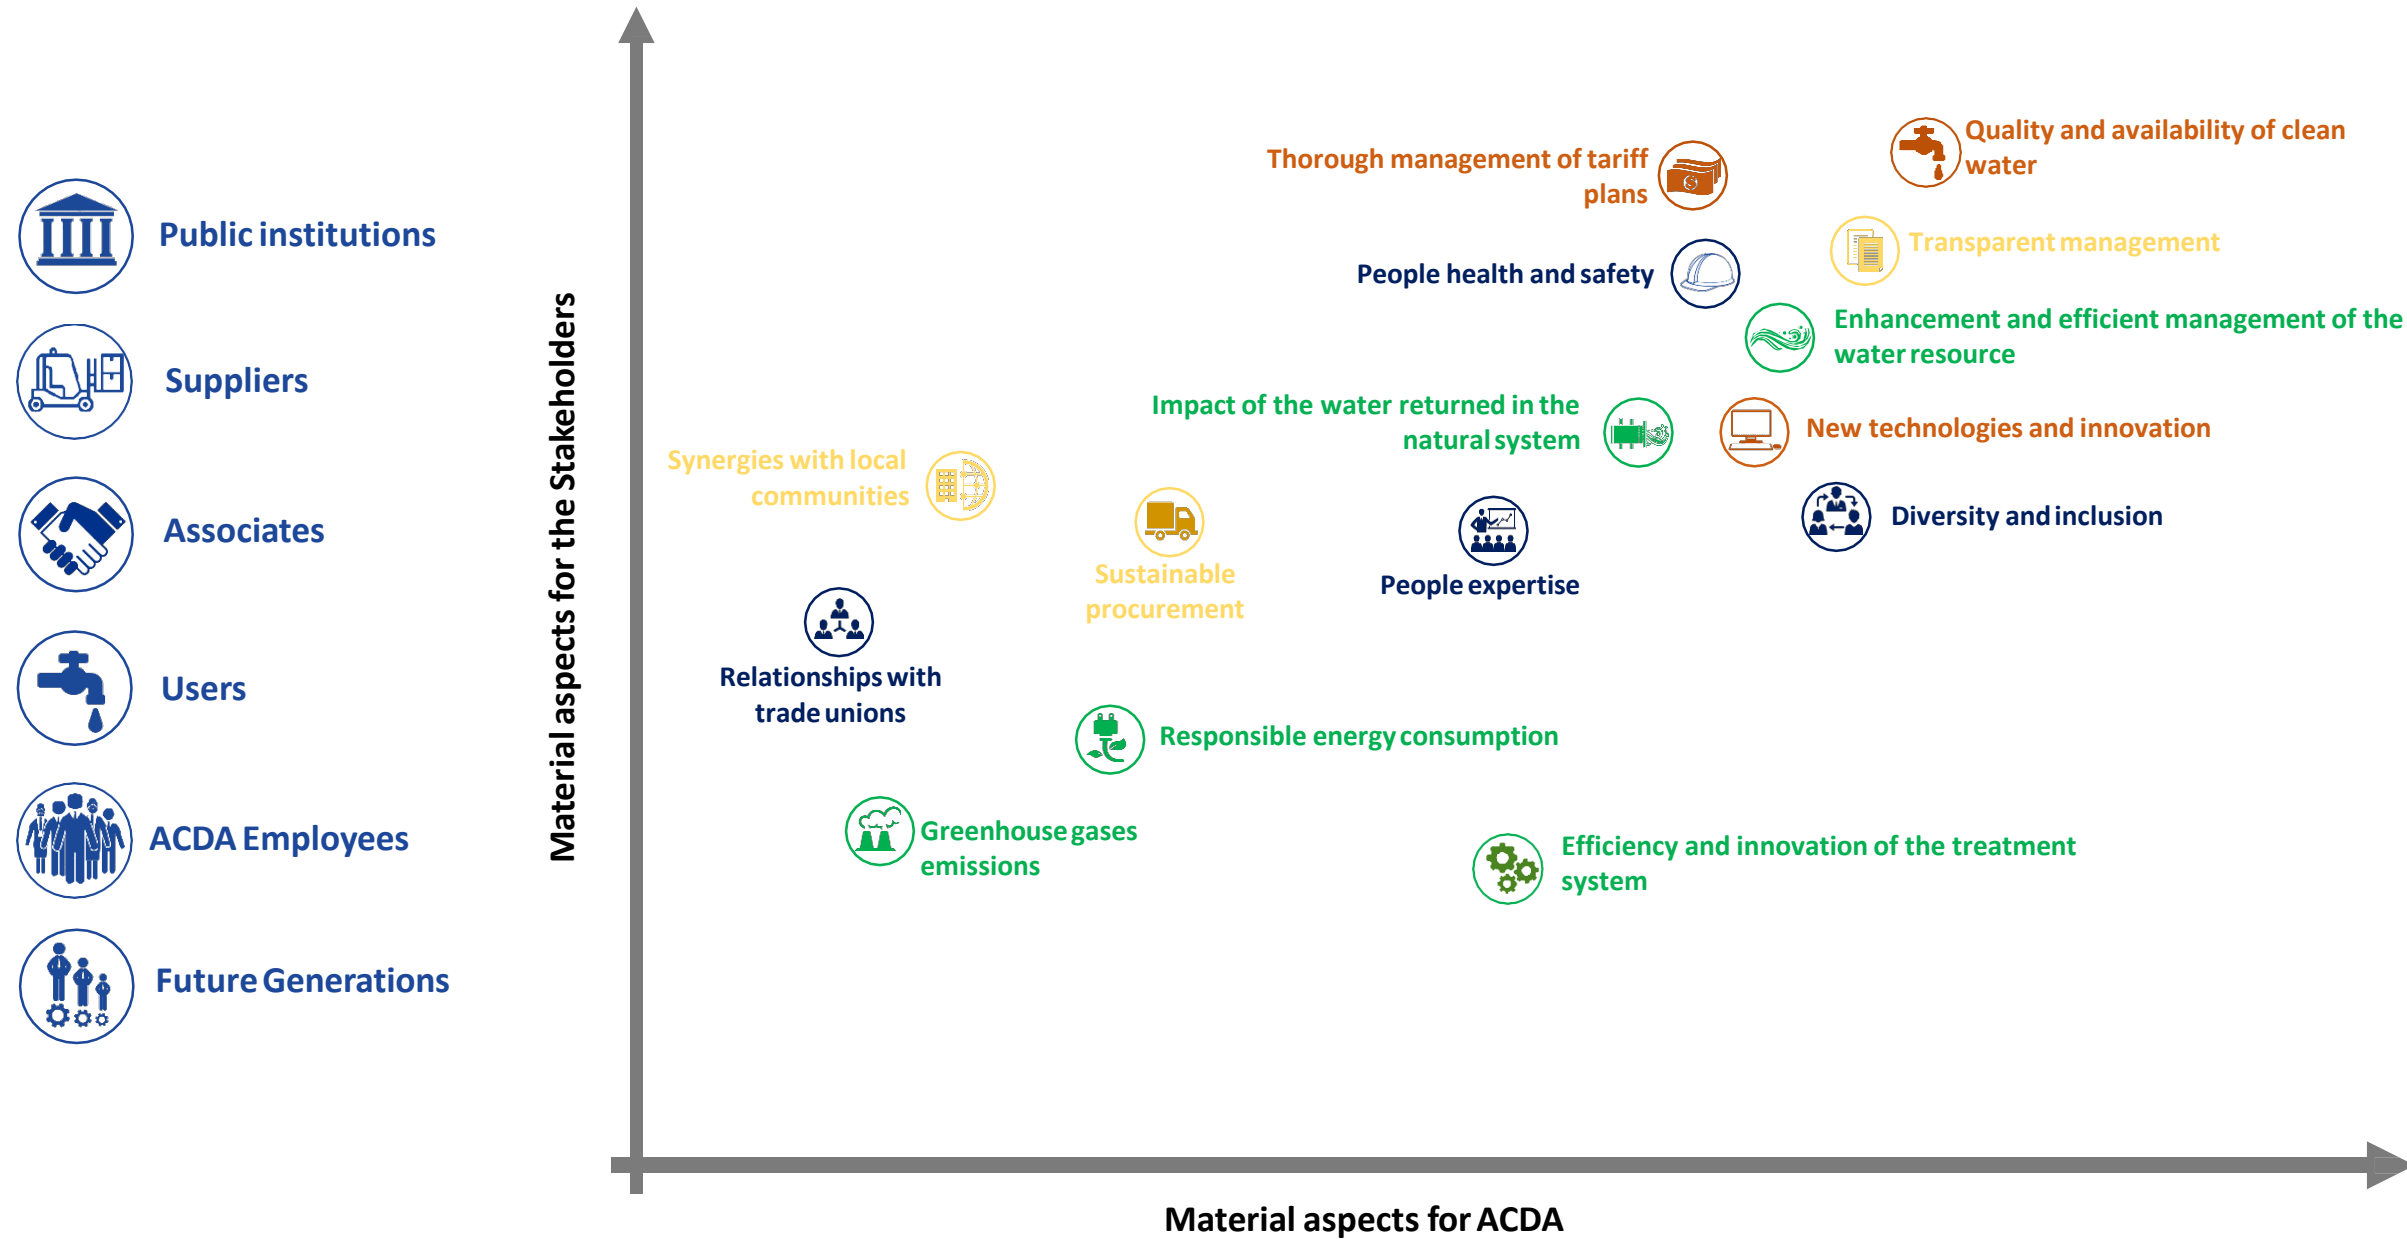 Public institutions
Suppliers
Associates
Users
ACDA Employees
Future Generations
Material aspects for the Stakeholders
Quality and availability of clean
water
Thorough management of tariff
plans
Transparent management
People health and safety
Enhancement and efficient management of the
water resource
Impact of the water returned in the
natural system
New technologies and innovation
Synergies with local
communities
Diversity and inclusion
Sustainable
procurement
People expertise
Relationships with
trade unions
Responsible energy consumption
Greenhouse gases
emissions
Efficiency and innovation of the treatment
system
Material aspects for ACDA